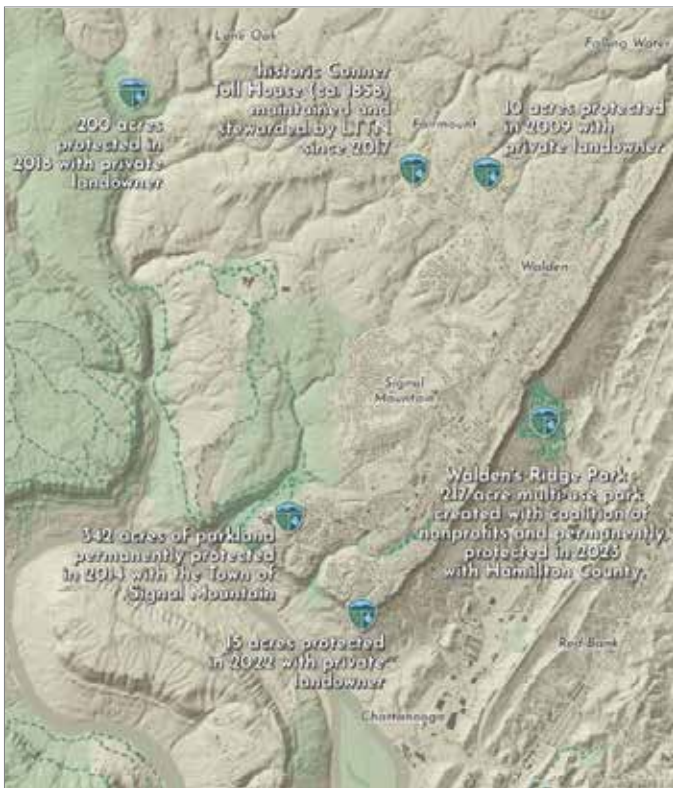 Lone Oak
Falling Water
historic Conner
Toll House (ca. 1858)
maintained and
stewarded by LTTN
since 2017
Fairmount
10 acres protected
in 2009 with
private landowner
200 acres
protected in
2016 with private
landowner
Walden
Signal
Mountain
Walden's Ridge Park
217 acre multi-use park
created with coalition of
nonprofits and permanently
protected in 2023
with Hamillton County.
342 acres of parkland
permanently protected
in 2014 with the Town of
Signal Mountain
15 acres protected
in 2022 with private
landowner
Red Bank
Chattanooga